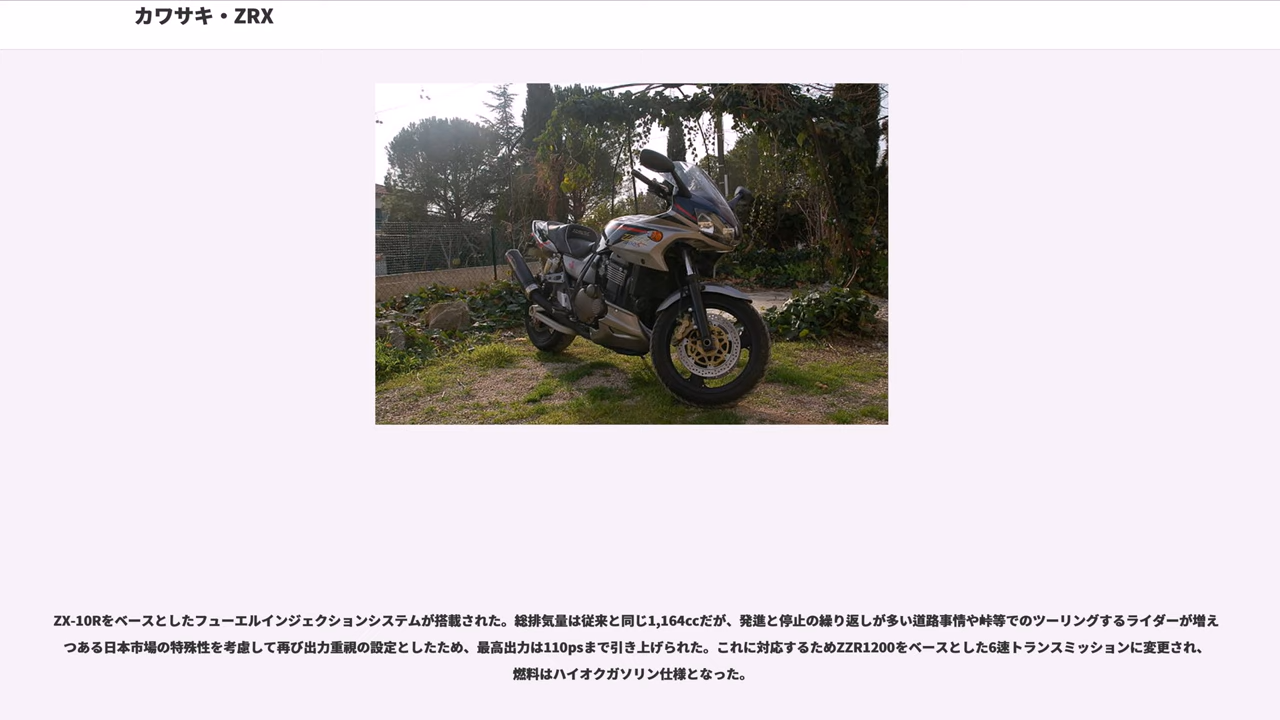 カワサキ・ZRX
ZX-10Rをベースとしたフューエルインジェクションシステムが搭載された。総排気量は従来と同じ1,164ccだが、発進と停止の繰り返しが多い道路事情や峠等でのツーリングするライダーが増え
つある日本市場の特殊性を考慮して再び出力重視の設定としたため、最高出力は110psまで引き上げられた。これに対応するためZZR1200をベースとした6速トランスミッションに変更され、
燃料はハイオクガソリン仕様となった。